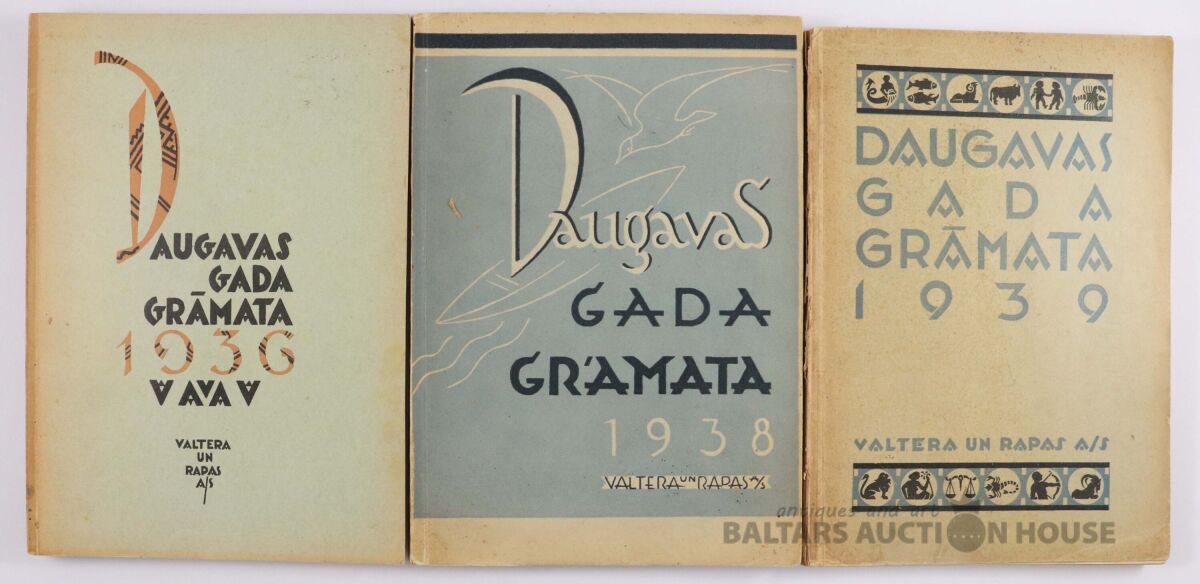 DAUGAVAS
GADA
GRĀMATA
1936
VALTERA
UN
RAPAS
A/S
Daugavas
GADA
GRĀMATA
1938
VALTERA UN RAPAS A/S
DAUGAVAS
GADA
GRĀMATA
1939
VALTERA UN RAPAS A/S
antiques and art
BALTARS AUCTION HOUSE